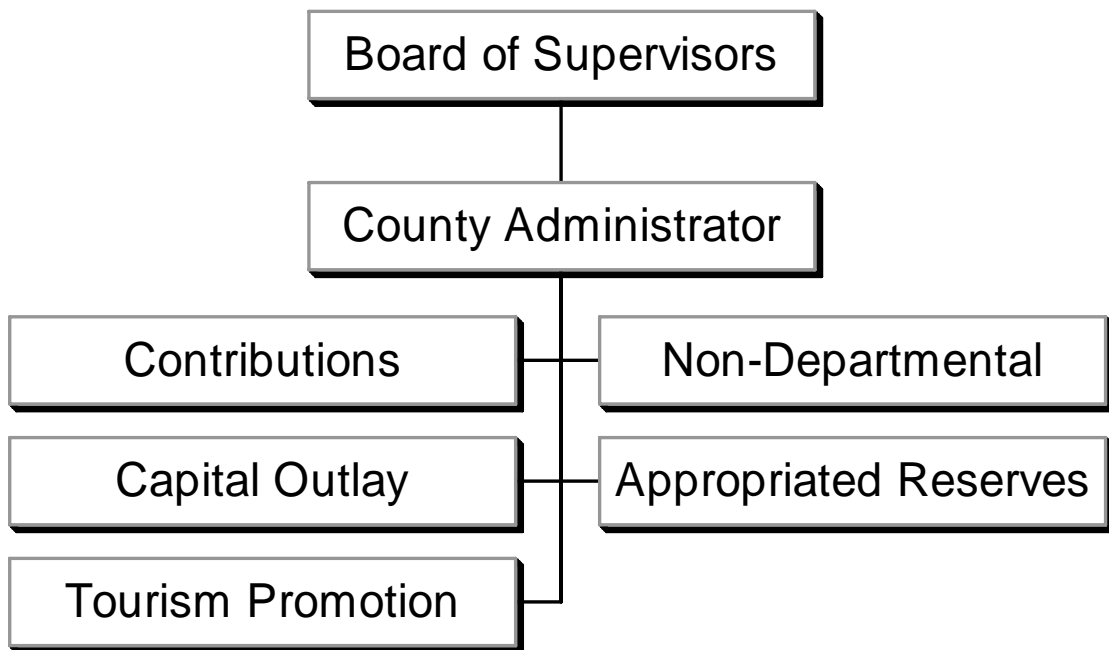 Board of Supervisors
County Administrator
Contributions
Non-Departmental
Capital Outlay
Appropriated Reserves
Tourism Promotion